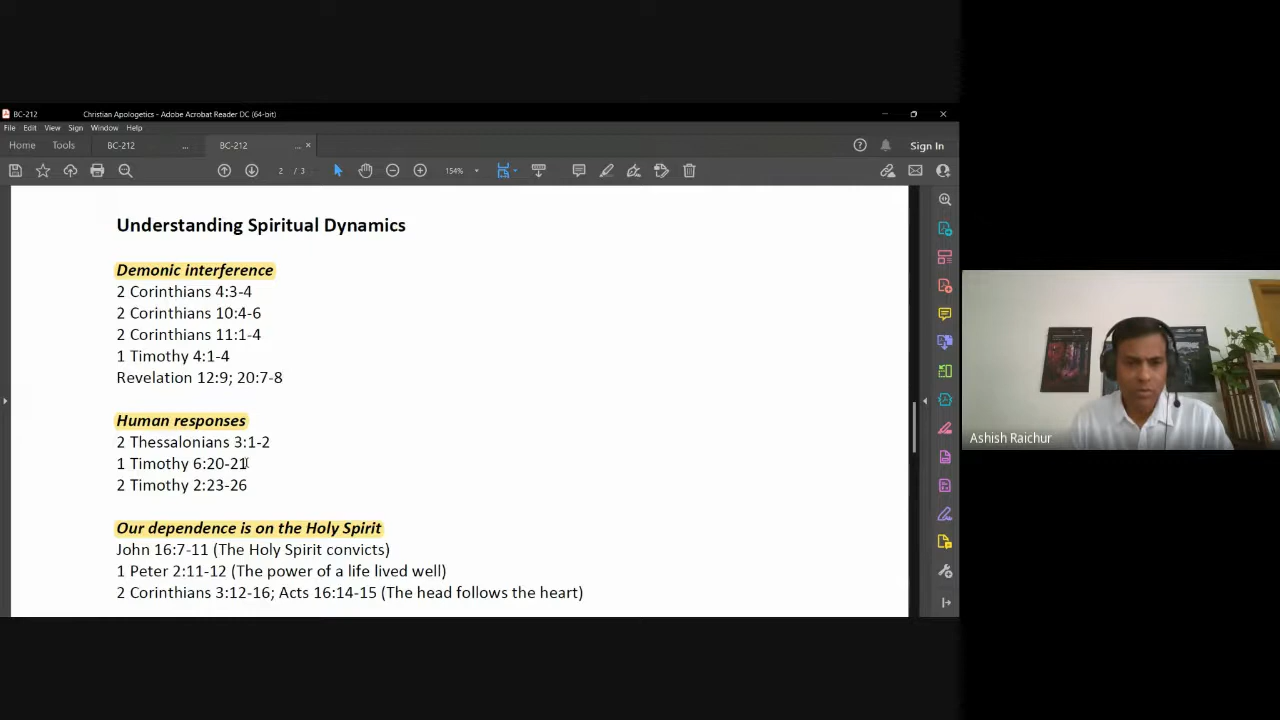 BC-212 Christian Apologetics - Adobe Acrobat Reader DC (64-bit)
File Edit View Sign Window Help
Home Tools BC-212 ... BC-212 ... × Sign In
2 / 3 154%
Understanding Spiritual Dynamics
Demonic interference
2 Corinthians 4:3-4
2 Corinthians 10:4-6
2 Corinthians 11:1-4
1 Timothy 4:1-4
Revelation 12:9; 20:7-8
Human responses
2 Thessalonians 3:1-2
1 Timothy 6:20-21
2 Timothy 2:23-26
Our dependence is on the Holy Spirit
John 16:7-11 (The Holy Spirit convicts)
1 Peter 2:11-12 (The power of a life lived well)
2 Corinthians 3:12-16; Acts 16:14-15 (The head follows the heart)
Ashish Raichur